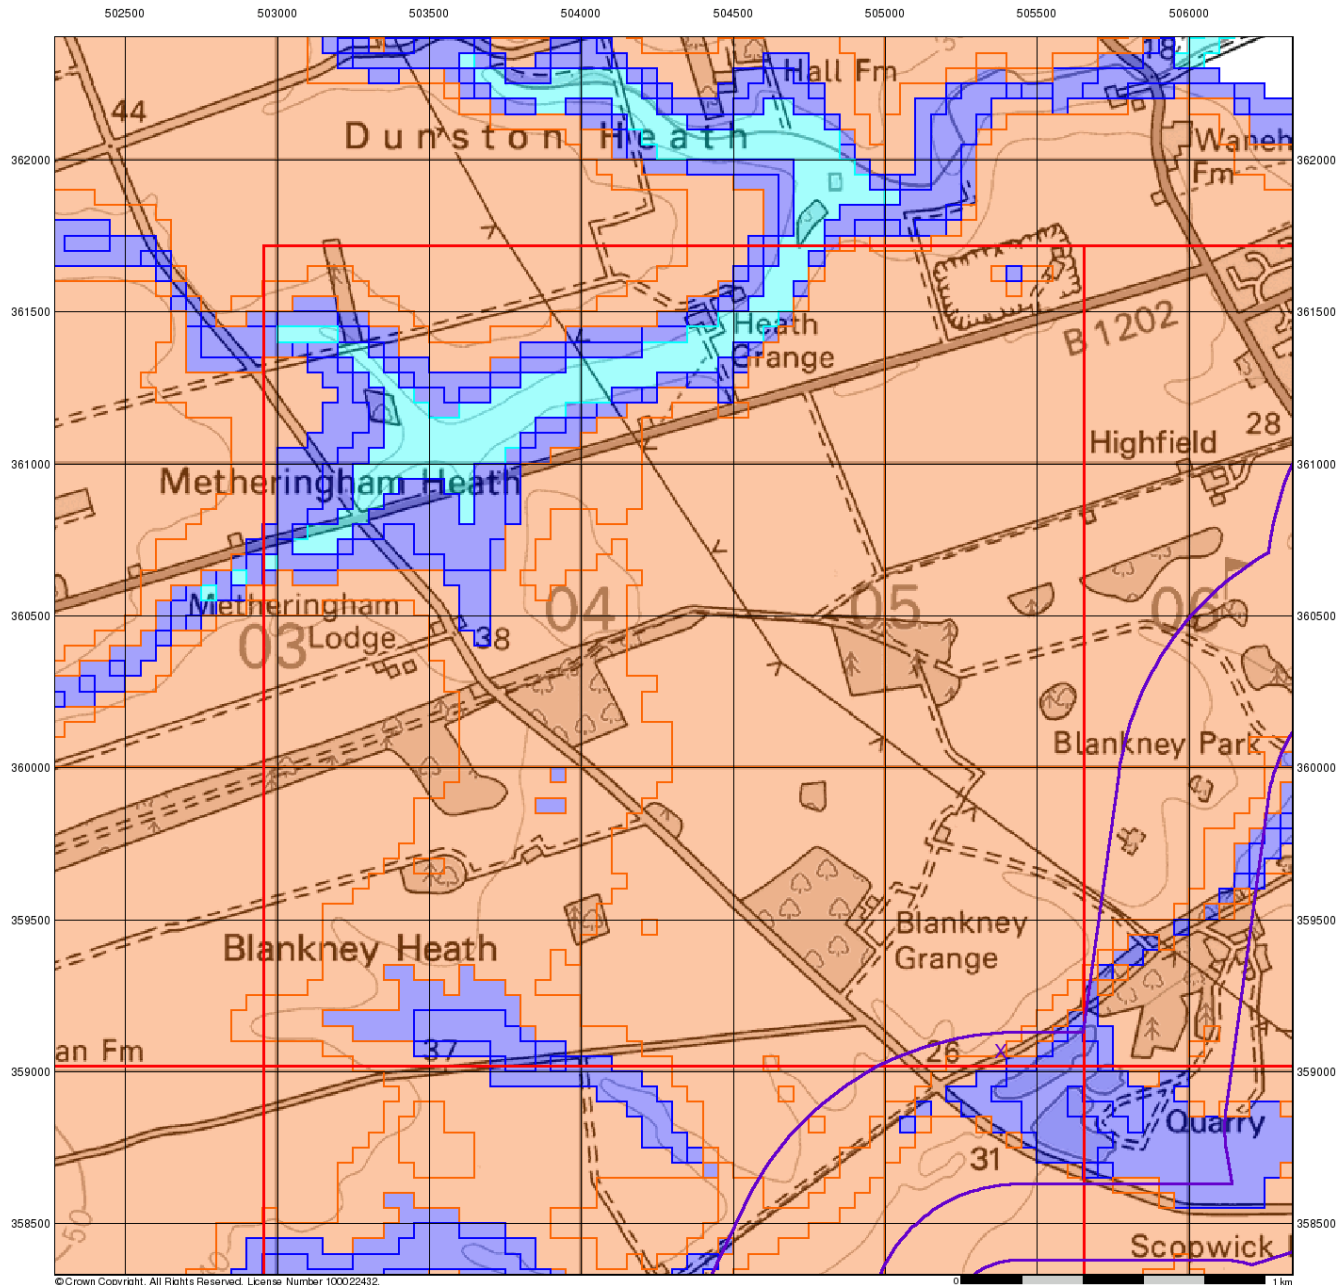 502500 503000 503500 504000 504500 505000 505500 506000
18
Hall Fm
44
Dunston Heath
362000 Waneh 362000
Fm
361500 361500
Heath
Grange
B 1202
28
Highfield
361000 361000
Metheringham Heath
Metheringham
04 05 06
360500 360500
03 Lodge 38
Blankney Park
360000 360000
359500 359500
Blankney
Grange
Blankney Heath
an Fm 37 26 X
359000 359000
Quarry
31
358500 358500
50
Scopwick
© Crown Copyright. All Rights Reserved. License Number 100022432.
0 1 km